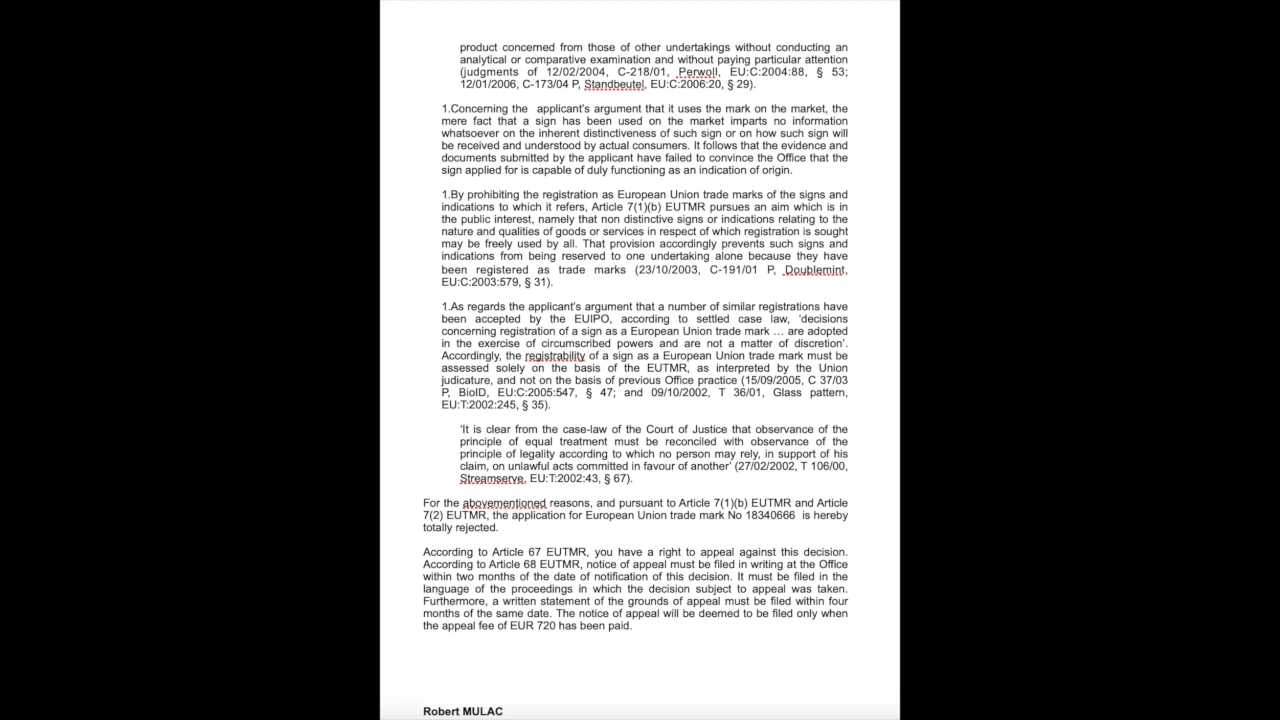 product concerned from those of other undertakings without conducting an
analytical or comparative examination and without paying particular attention
(judgments of 12/02/2004, C-218/01, Perwoll, EU:C:2004:88, § 53;
12/01/2006, C-173/04 P, Standbeutel, EU:C:2006:20, § 29).
1.Concerning the applicant's argument that it uses the mark on the market, the
mere fact that a sign has been used on the market imparts no information
whatsoever on the inherent distinctiveness of such sign or on how such sign will
be received and understood by actual consumers. It follows that the evidence and
documents submitted by the applicant have failed to convince the Office that the
sign applied for is capable of duly functioning as an indication of origin.
1.By prohibiting the registration as European Union trade marks of the signs and
indications to which it refers, Article 7(1)(b) EUTMR pursues an aim which is in
the public interest, namely that non distinctive signs or indications relating to the
nature and qualities of goods or services in respect of which registration is sought
may be freely used by all. That provision accordingly prevents such signs and
indications from being reserved to one undertaking alone because they have
been registered as trade marks (23/10/2003, C-191/01 P, Doublemint,
EU:C:2003:579, § 31).
1.As regards the applicant's argument that a number of similar registrations have
been accepted by the EUIPO, according to settled case law, 'decisions
concerning registration of a sign as a European Union trade mark … are adopted
in the exercise of circumscribed powers and are not a matter of discretion'.
Accordingly, the registrability of a sign as a European Union trade mark must be
assessed solely on the basis of the EUTMR, as interpreted by the Union
judicature, and not on the basis of previous Office practice (15/09/2005, C 37/03
P, BioID, EU:C:2005:547, § 47; and 09/10/2002, T 36/01, Glass pattern,
EU:T:2002:245, § 35).
'It is clear from the case-law of the Court of Justice that observance of the
principle of equal treatment must be reconciled with observance of the
principle of legality according to which no person may rely, in support of his
claim, on unlawful acts committed in favour of another' (27/02/2002, T 106/00,
Streamserve, EU:T:2002:43, § 67).
For the abovementioned reasons, and pursuant to Article 7(1)(b) EUTMR and Article
7(2) EUTMR, the application for European Union trade mark No 18340666 is hereby
totally rejected.
According to Article 67 EUTMR, you have a right to appeal against this decision.
According to Article 68 EUTMR, notice of appeal must be filed in writing at the Office
within two months of the date of notification of this decision. It must be filed in the
language of the proceedings in which the decision subject to appeal was taken.
Furthermore, a written statement of the grounds of appeal must be filed within four
months of the same date. The notice of appeal will be deemed to be filed only when
the appeal fee of EUR 720 has been paid.
Robert MULAC